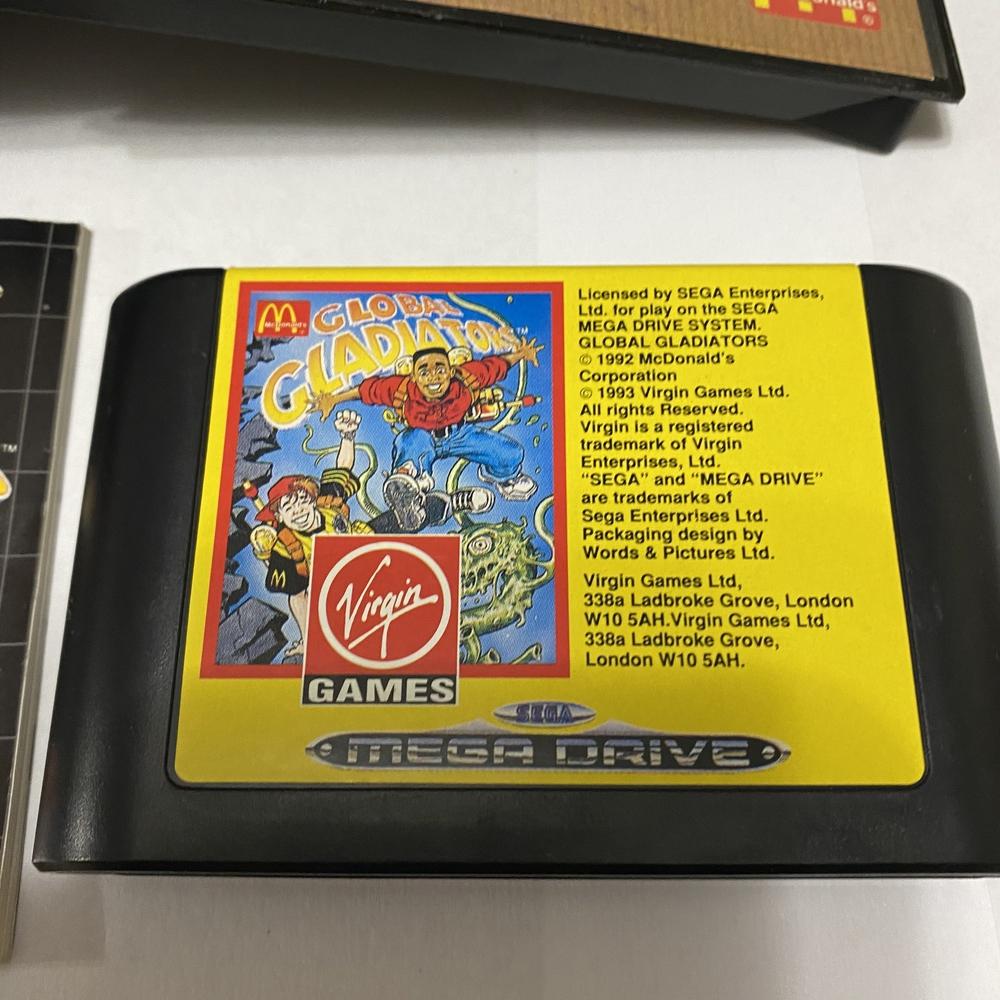 McDonald's
GLOBAL
GLADIATORS™
Virgin
GAMES
Licensed by SEGA Enterprises,
Ltd. for play on the SEGA
MEGA DRIVE SYSTEM.
GLOBAL GLADIATORS
© 1992 McDonald's
Corporation
© 1993 Virgin Games Ltd.
All rights Reserved.
Virgin is a registered
trademark of Virgin
Enterprises, Ltd.
"SEGA" and "MEGA DRIVE"
are trademarks of
Sega Enterprises Ltd.
Packaging design by
Words & Pictures Ltd.
Virgin Games Ltd,
338a Ladbroke Grove, London
W10 5AH.Virgin Games Ltd,
338a Ladbroke Grove,
London W10 5AH.
SEGA
MEGA DRIVE